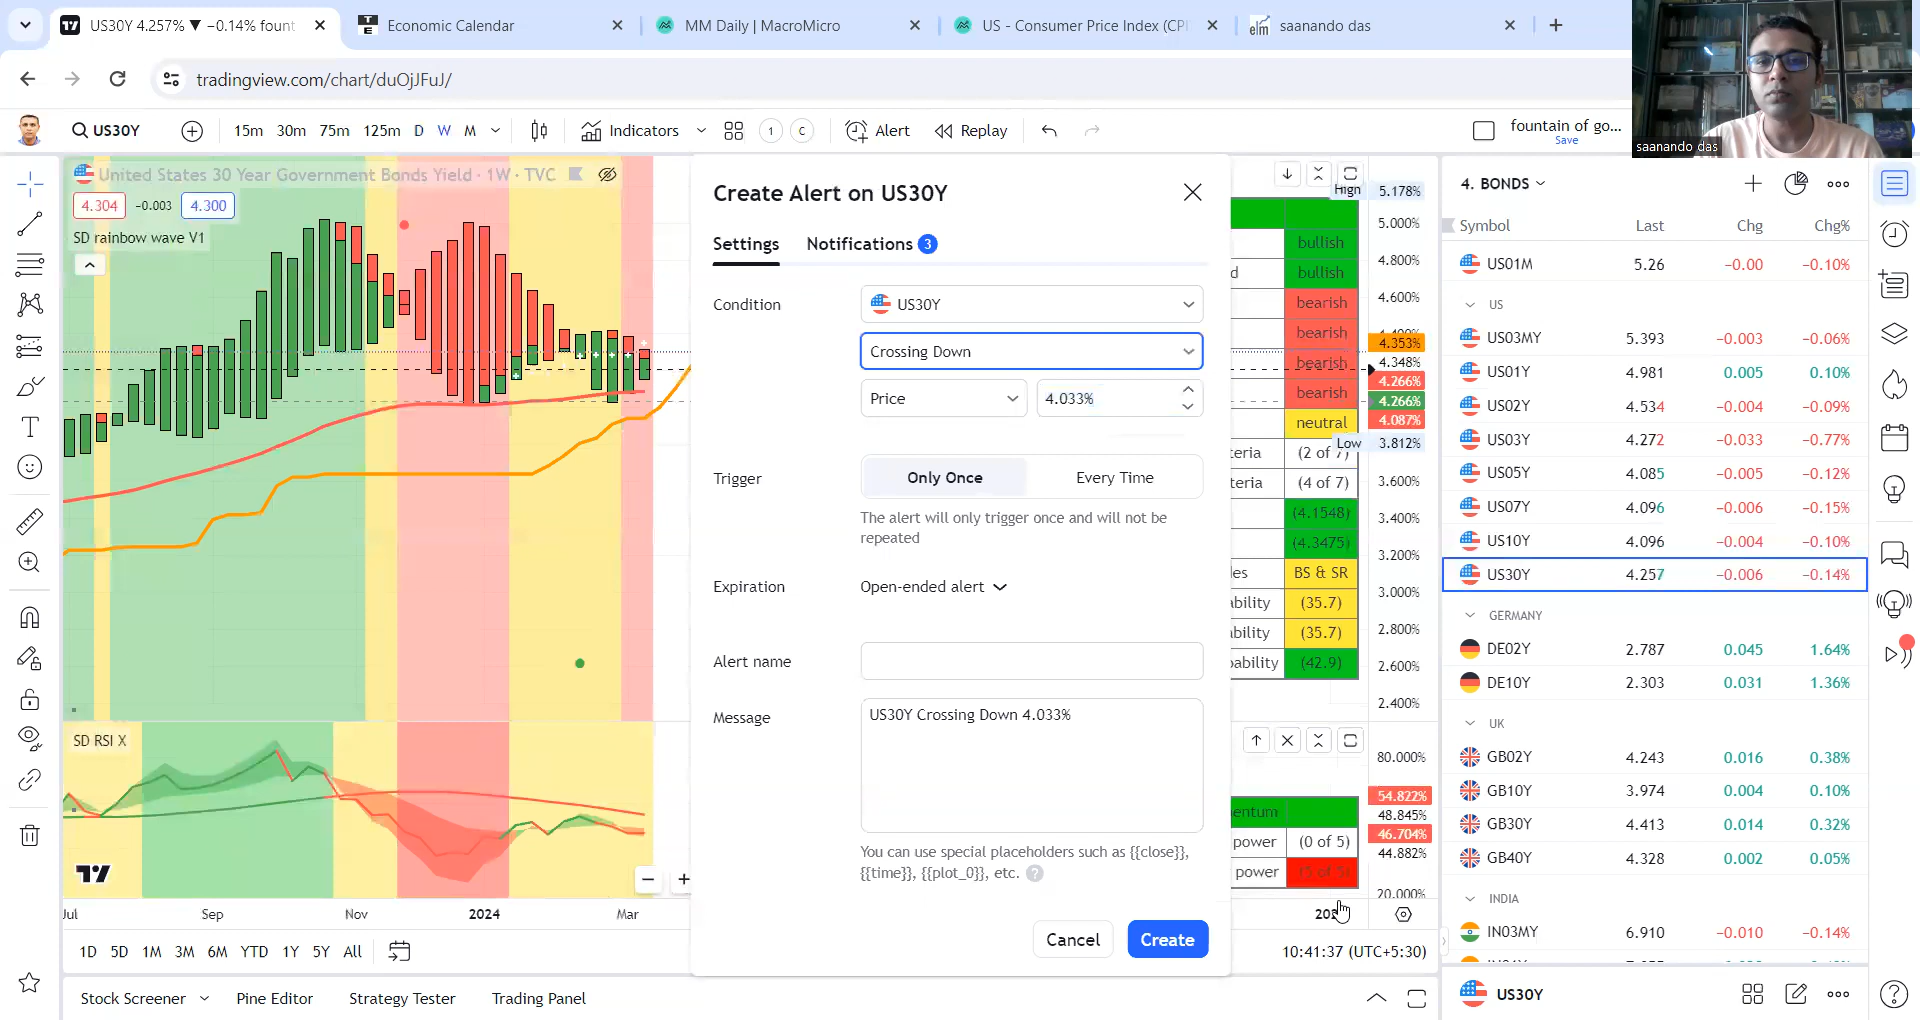 US30Y 4.257% ▼ −0.14% fount
Economic Calendar
MM Daily | MacroMicro
US - Consumer Price Index (CPI
saanando das
tradingview.com/chart/duOjJFuJ/
saanando das
US30Y
15m 30m 75m 125m D W M
Indicators
1
C
Alert
Replay
fountain of go...
Save
United States 30 Year Government Bonds Yield · 1W · TVC
4.304 −0.003 4.300
SD rainbow wave V1
SD RSI X
Jul Sep Nov 2024 Mar
1D 5D 1M 3M 6M YTD 1Y 5Y All
10:41:37 (UTC+5:30)
Stock Screener
Pine Editor
Strategy Tester
Trading Panel
Create Alert on US30Y
Settings
Notifications 3
Condition
US30Y
Crossing Down
Price
4.033%
Trigger
Only Once
Every Time
The alert will only trigger once and will not be
repeated
Expiration
Open-ended alert
Alert name
Message
US30Y Crossing Down 4.033%
You can use special placeholders such as {{close}},
{{time}}, {{plot_0}}, etc.
Cancel
Create
bullish
bullish
bearish
bearish
bearish
bearish
neutral
(2 of 7)
(4 of 7)
(4.1548)
(4.3475)
BS & SR
(35.7)
(35.7)
(42.9)
power (0 of 5)
power (5 of 5)
High 5.178%
5.000%
4.800%
4.600%
4.353%
4.348%
4.266%
4.266%
4.087%
Low 3.812%
3.600%
3.400%
3.200%
3.000%
2.800%
2.600%
2.400%
80.000%
54.822%
48.845%
46.704%
44.882%
20.000%
4. BONDS
Symbol Last Chg Chg%
US01M 5.26 −0.00 −0.10%
US
US03MY 5.393 −0.003 −0.06%
US01Y 4.981 0.005 0.10%
US02Y 4.534 −0.004 −0.09%
US03Y 4.272 −0.033 −0.77%
US05Y 4.085 −0.005 −0.12%
US07Y 4.096 −0.006 −0.15%
US10Y 4.096 −0.004 −0.10%
US30Y 4.257 −0.006 −0.14%
GERMANY
DE02Y 2.787 0.045 1.64%
DE10Y 2.303 0.031 1.36%
UK
GB02Y 4.243 0.016 0.38%
GB10Y 3.974 0.004 0.10%
GB30Y 4.413 0.014 0.32%
GB40Y 4.328 0.002 0.05%
INDIA
IN03MY 6.910 −0.010 −0.14%
US30Y